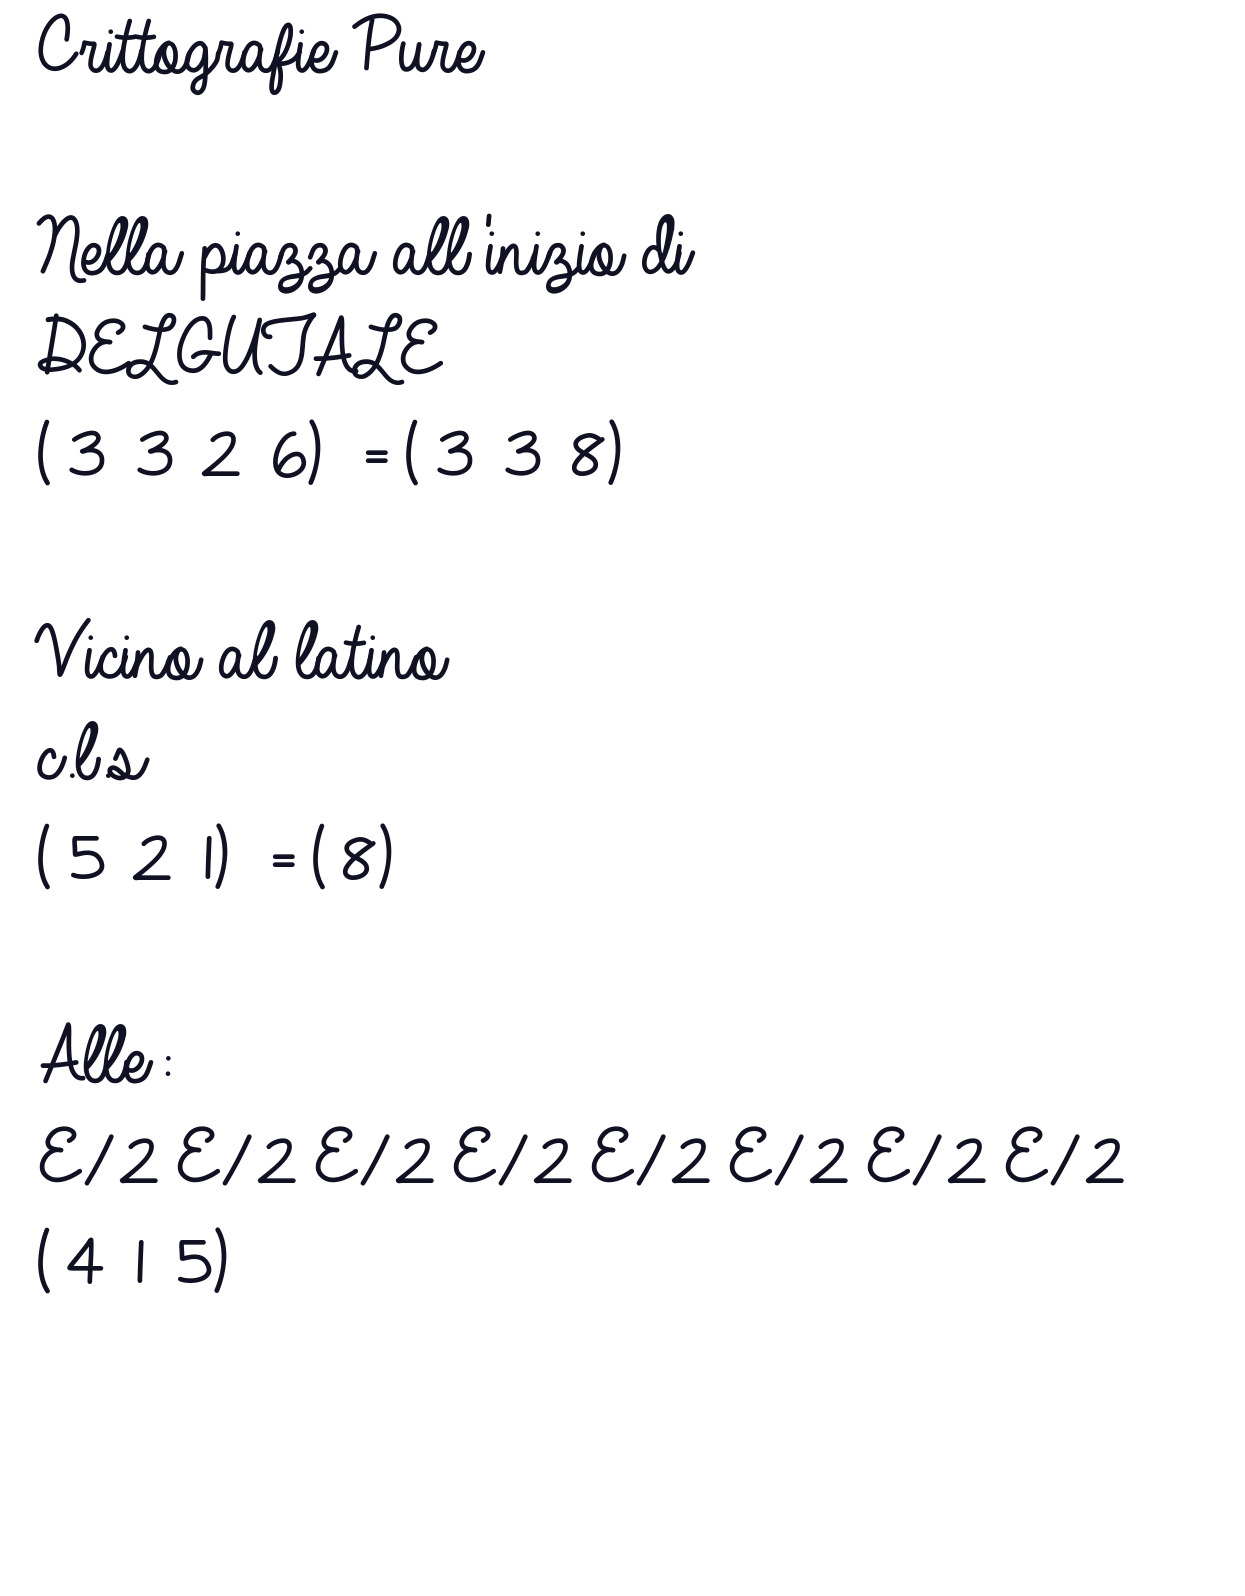 Crittografie Pure
Nella piazza all'inizio di
DELGUTALE
( 3 3 2 6) = ( 3 3 8)
Vicino al latino
c.l.s
( 5 2 1) = ( 8)
Alle :
E/2 E/2 E/2 E/2 E/2 E/2 E/2 E/2
( 4 1 5)